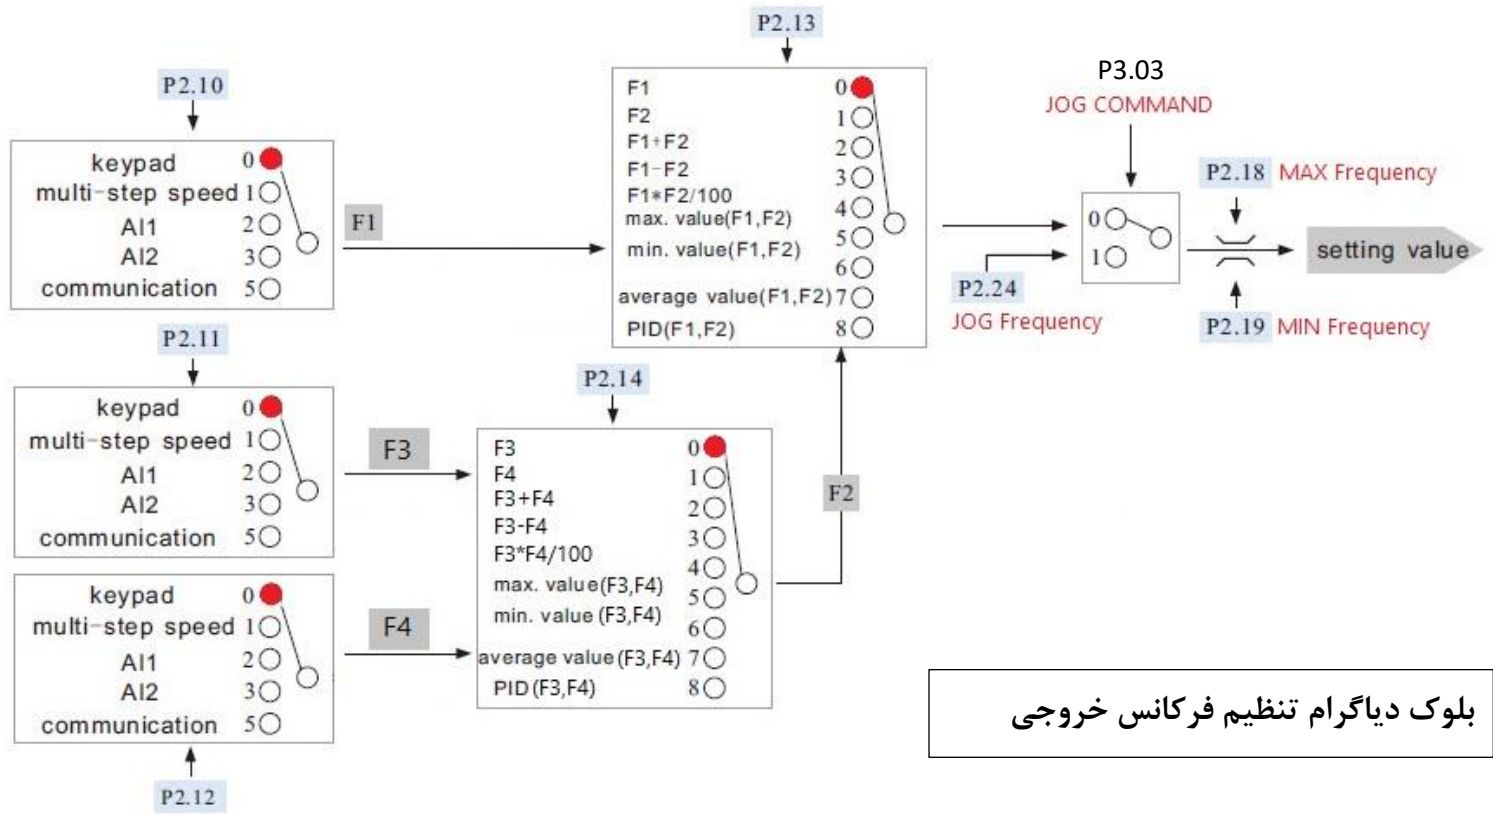 P2.10
keypad 0
multi-step speed 1
AI1 2
AI2 3
communication 5
F1
P2.11
keypad 0
multi-step speed 1
AI1 2
AI2 3
communication 5
F3
keypad 0
multi-step speed 1
AI1 2
AI2 3
communication 5
P2.12
F4
P2.14
F3 0
F4 1
F3+F4 2
F3-F4 3
F3*F4/100 4
max. value(F3,F4) 5
min. value (F3,F4) 6
average value(F3,F4) 7
PID(F3,F4) 8
F2
P2.13
F1 0
F2 1
F1+F2 2
F1-F2 3
F1*F2/100 4
max. value(F1,F2) 5
min. value(F1,F2) 6
average value(F1,F2) 7
PID(F1,F2) 8
P2.24
JOG Frequency
P3.03
JOG COMMAND
0
1
P2.18 MAX Frequency
setting value
P2.19 MIN Frequency
بلوک دیاگرام تنظیم فرکانس خروجی